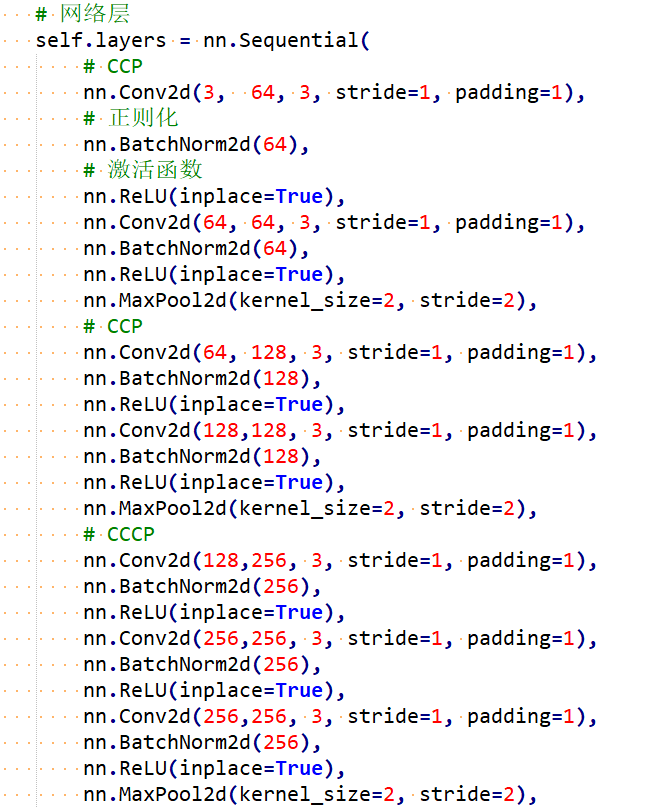 # 网络层
self.layers = nn.Sequential(
# CCP
nn.Conv2d(3,  64, 3, stride=1, padding=1),
# 正则化
nn.BatchNorm2d(64),
# 激活函数
nn.ReLU(inplace=True),
nn.Conv2d(64, 64, 3, stride=1, padding=1),
nn.BatchNorm2d(64),
nn.ReLU(inplace=True),
nn.MaxPool2d(kernel_size=2, stride=2),
# CCP
nn.Conv2d(64, 128, 3, stride=1, padding=1),
nn.BatchNorm2d(128),
nn.ReLU(inplace=True),
nn.Conv2d(128,128, 3, stride=1, padding=1),
nn.BatchNorm2d(128),
nn.ReLU(inplace=True),
nn.MaxPool2d(kernel_size=2, stride=2),
# CCCP
nn.Conv2d(128,256, 3, stride=1, padding=1),
nn.BatchNorm2d(256),
nn.ReLU(inplace=True),
nn.Conv2d(256,256, 3, stride=1, padding=1),
nn.BatchNorm2d(256),
nn.ReLU(inplace=True),
nn.Conv2d(256,256, 3, stride=1, padding=1),
nn.BatchNorm2d(256),
nn.ReLU(inplace=True),
nn.MaxPool2d(kernel_size=2, stride=2),